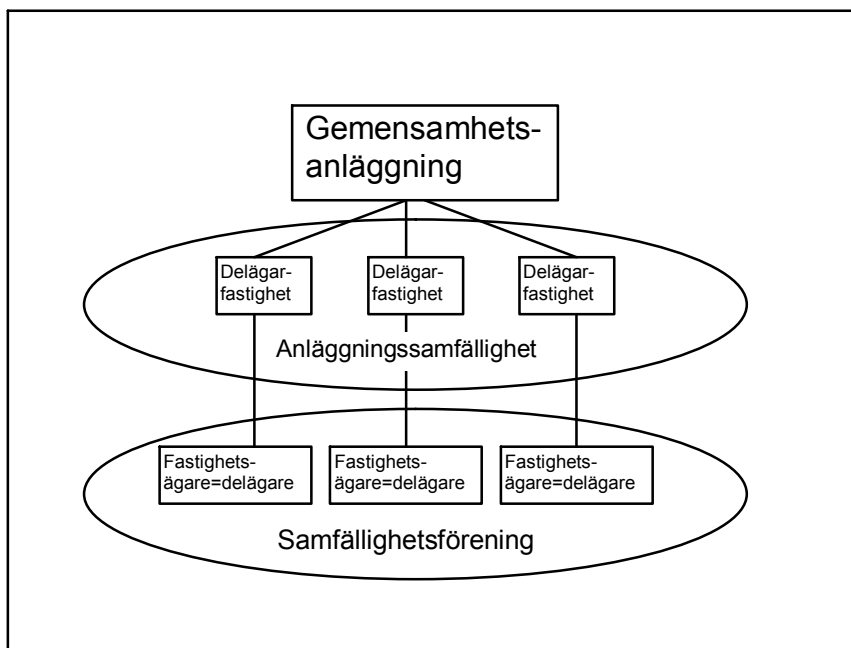 Gemensamhets-
anläggning
Delägar-
fastighet
Delägar-
fastighet
Delägar-
fastighet
Anläggningssamfällighet
Fastighets-
ägare=delägare
Fastighets-
ägare=delägare
Fastighets-
ägare=delägare
Samfällighetsförening